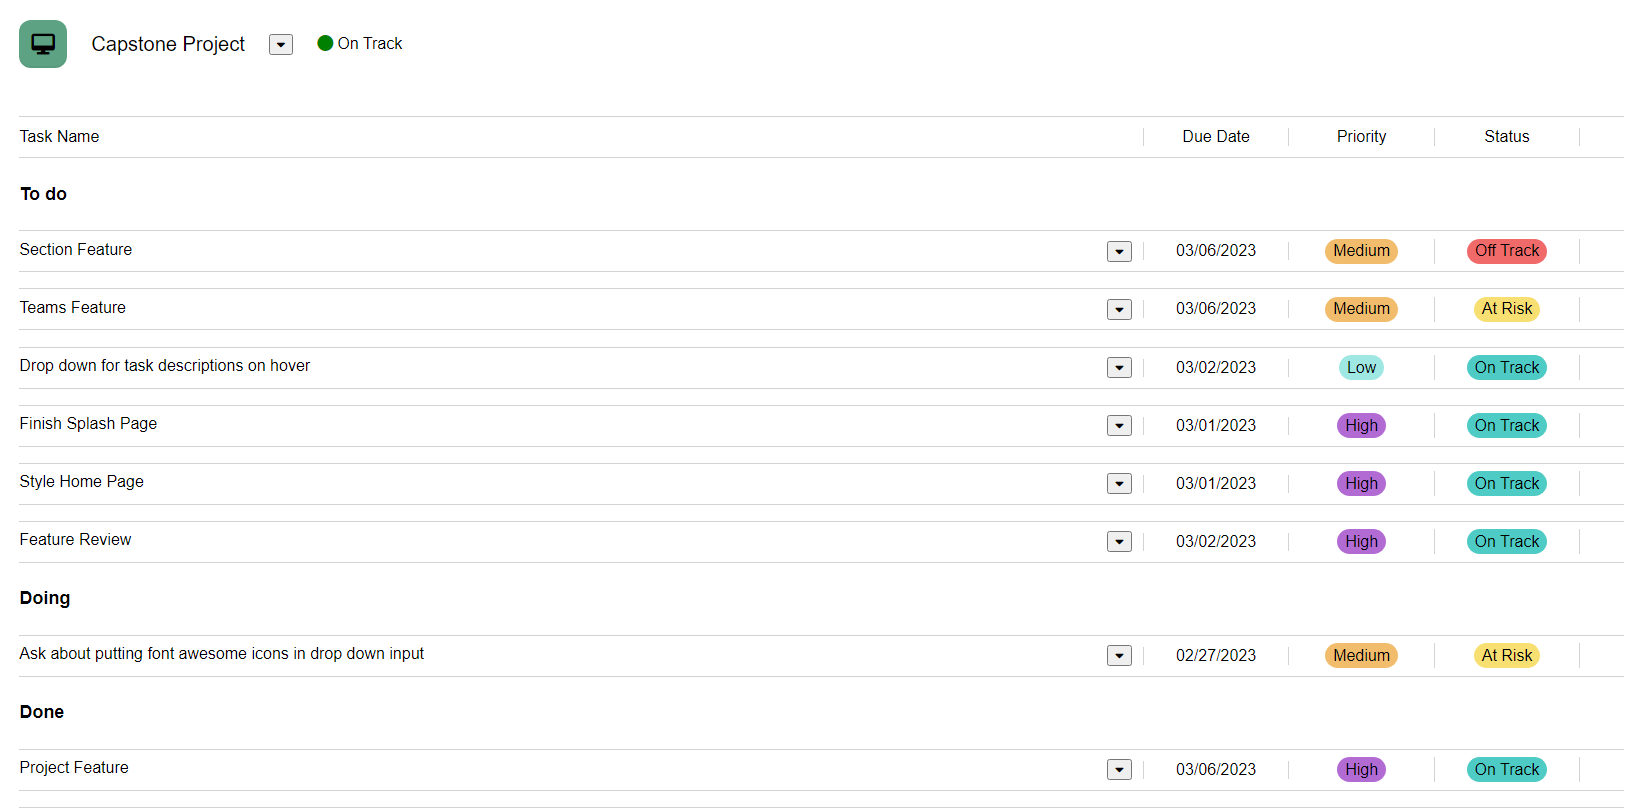 Capstone Project On Track
Task Name Due Date Priority Status
To do
Section Feature 03/06/2023 Medium Off Track
Teams Feature 03/06/2023 Medium At Risk
Drop down for task descriptions on hover 03/02/2023 Low On Track
Finish Splash Page 03/01/2023 High On Track
Style Home Page 03/01/2023 High On Track
Feature Review 03/02/2023 High On Track
Doing
Ask about putting font awesome icons in drop down input 02/27/2023 Medium At Risk
Done
Project Feature 03/06/2023 High On Track